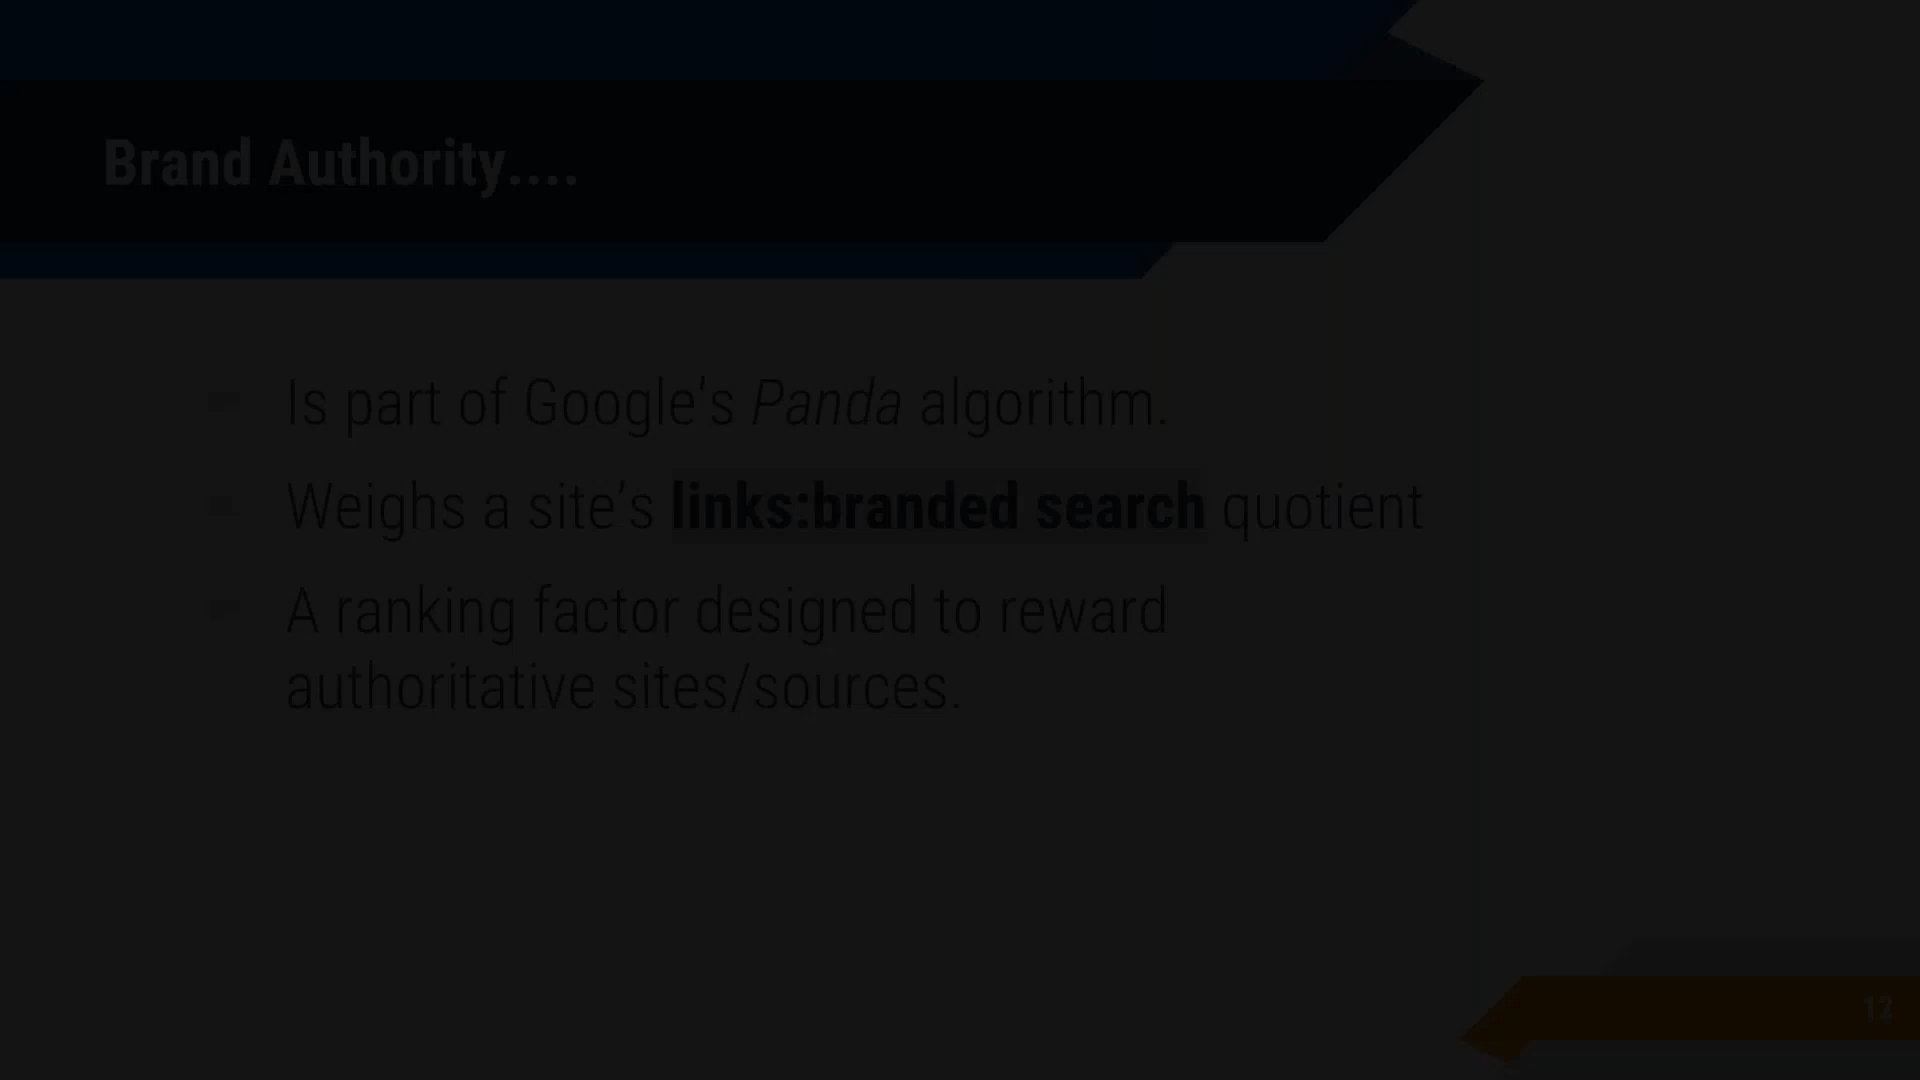 Brand Authority....
Is part of Google's Panda algorithm.
Weighs a site's links:branded search quotient
A ranking factor designed to reward
authoritative sites/sources.
12